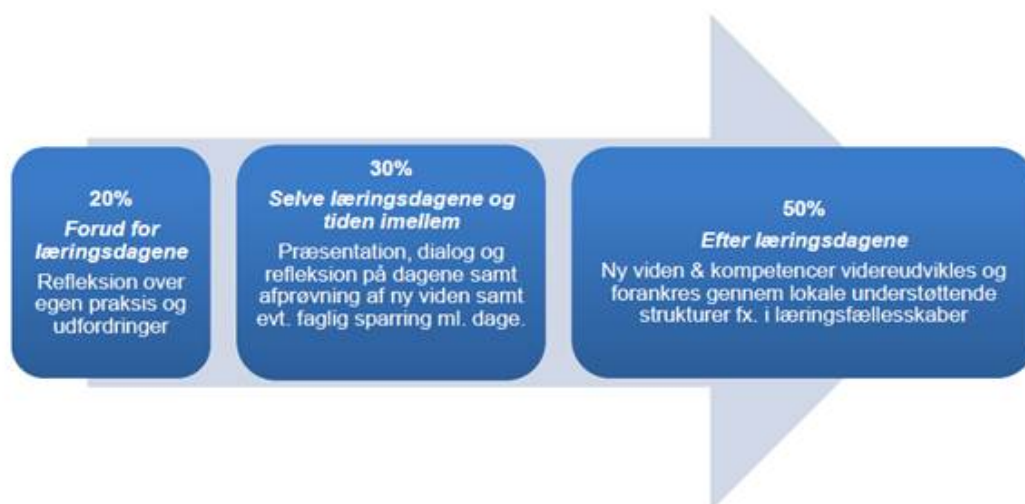 20%
Forud for
læringsdagene
Refleksion over
egen praksis og
udfordringer
30%
Selve læringsdagene og
tiden imellem
Præsentation, dialog og
refleksion på dagene samt
afprøvning af ny viden samt
evt. faglig sparring ml. dage.
50%
Efter læringsdagene
Ny viden & kompetencer videreudvikles og
forankres gennem lokale understøttende
strukturer fx. i læringsfællesskaber